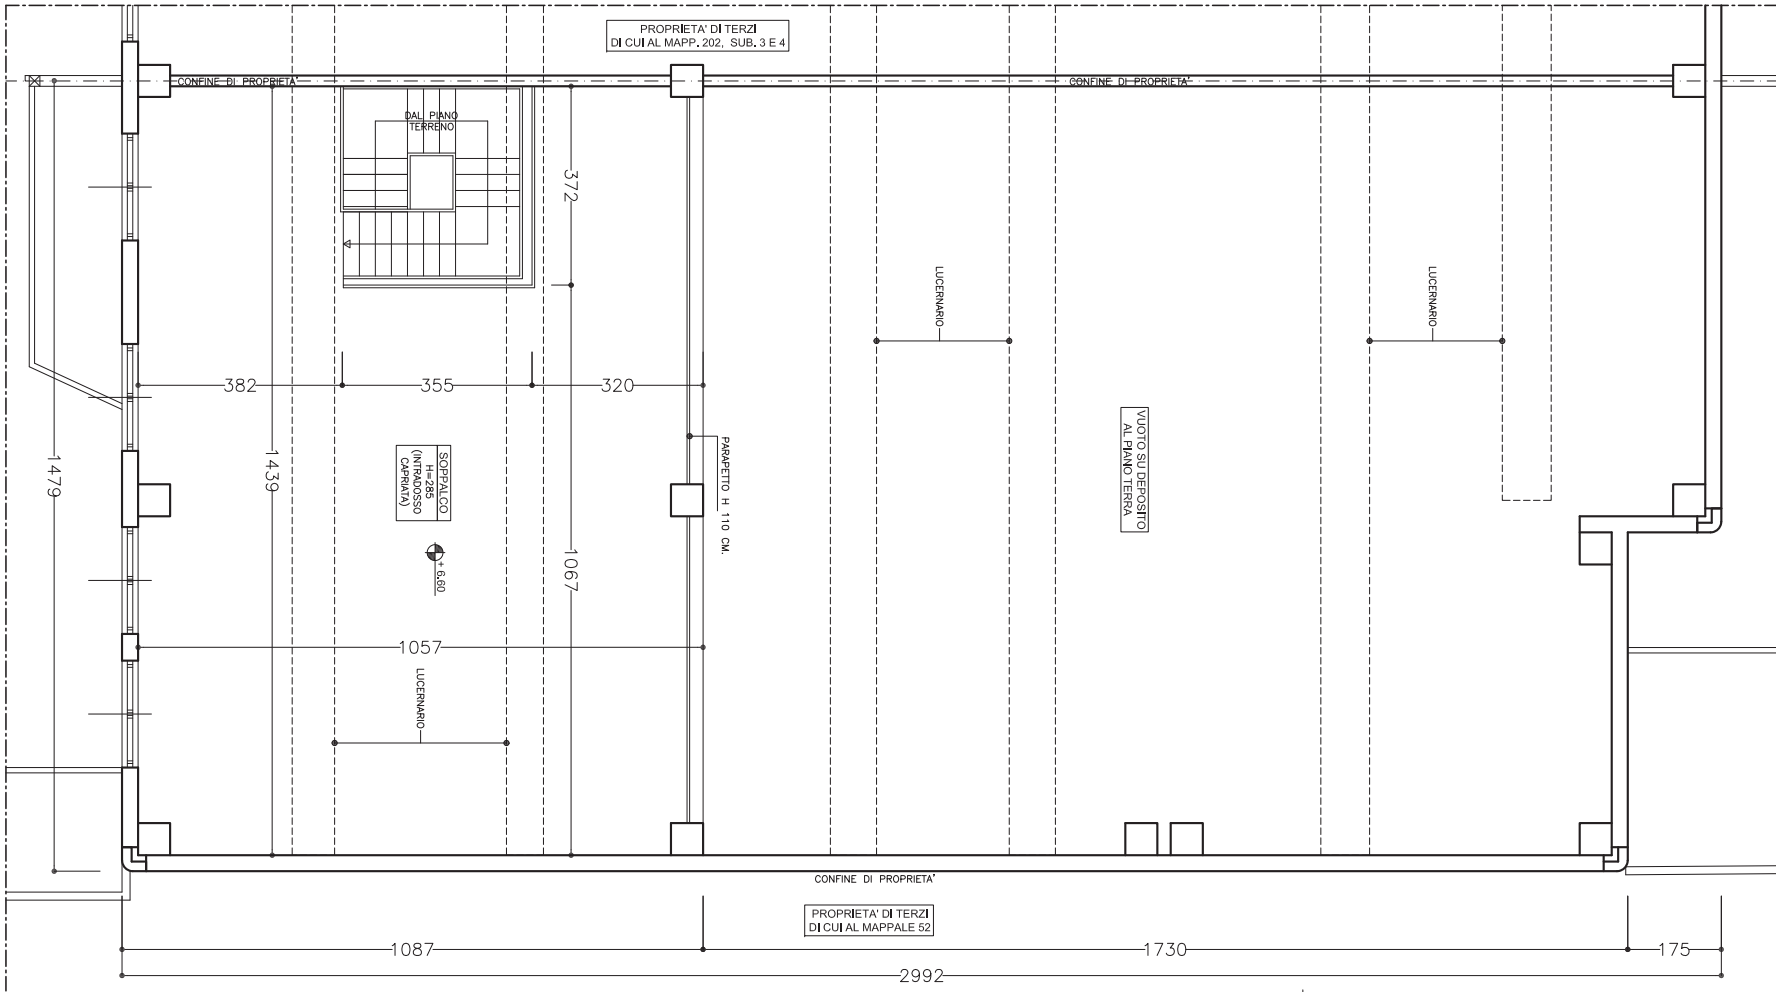 PROPRIETA' DI TERZI
DI CUI AL MAPP. 202, SUB. 3 E 4
CONFINE DI PROPRIETA'
CONFINE DI PROPRIETA'
DAL PIANO
TERRENO
372
LUCERNARIO
LUCERNARIO
382
355
320
1479
1439
SOPPALCO
H=285
(INTRADOSSO
CAPRIATA)
+ 6.60
1067
PARAPETTO H 110 CM.
VUOTO SU DEPOSITO
AL PIANO TERRA
1057
LUCERNARIO
CONFINE DI PROPRIETA'
PROPRIETA' DI TERZI
DI CUI AL MAPPALE 52
1087
1730
175
2992